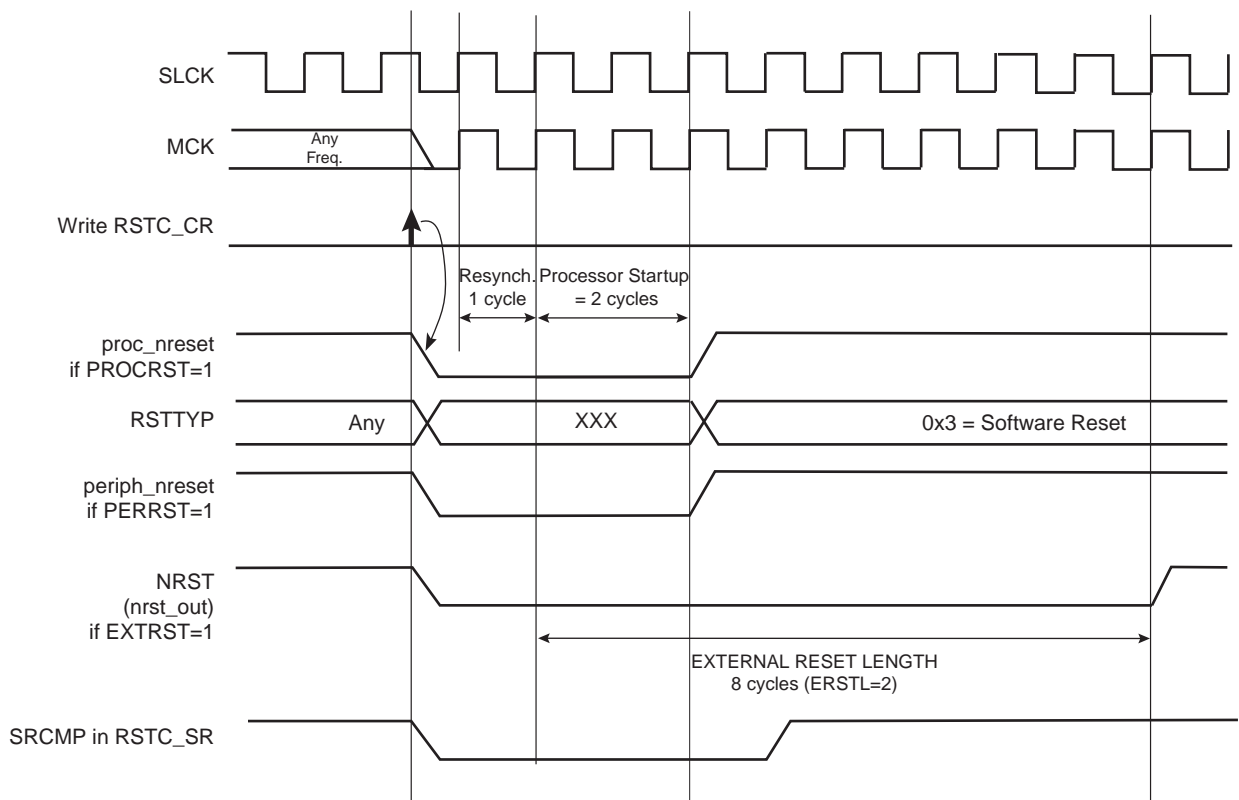 SLCK
MCK
Any
Freq.
Write RSTC_CR
Resynch.
1 cycle
Processor Startup
= 2 cycles
proc_nreset
if PROCRST=1
RSTTYP
Any
XXX
0x3 = Software Reset
periph_nreset
if PERRST=1
NRST
(nrst_out)
if EXTRST=1
EXTERNAL RESET LENGTH
8 cycles (ERSTL=2)
SRCMP in RSTC_SR